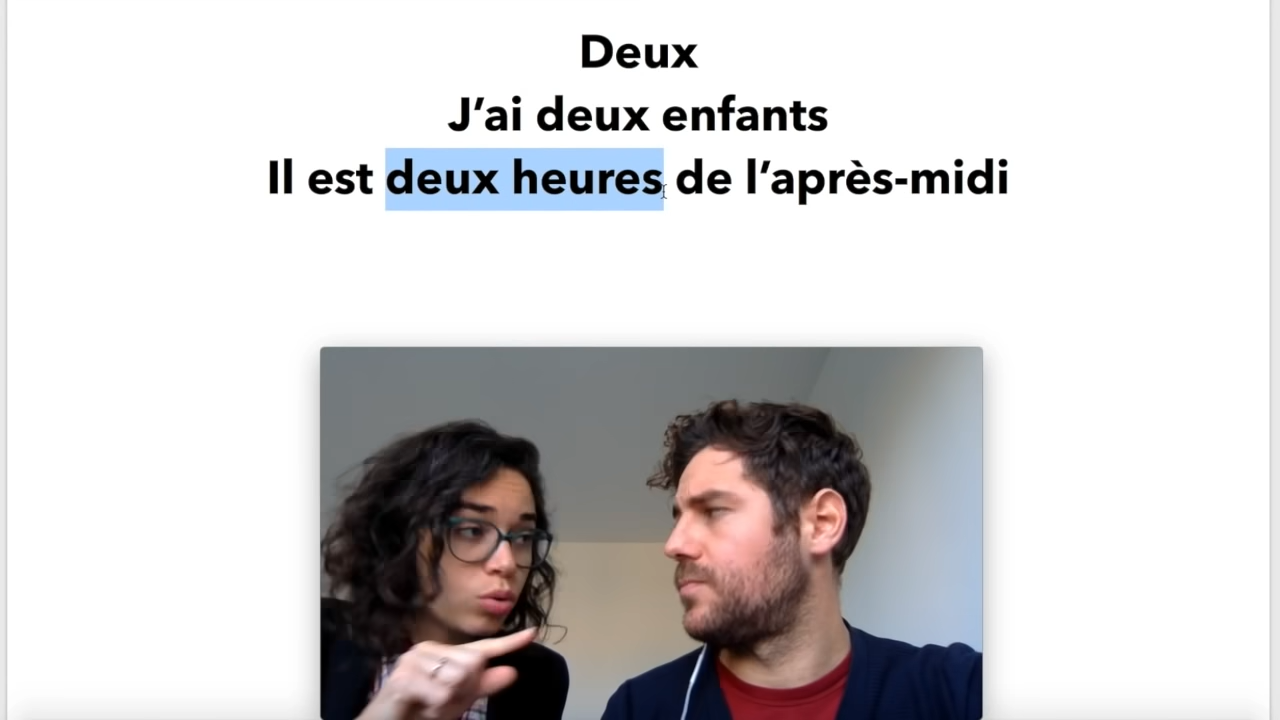 Deux
J’ai deux enfants
Il est deux heures de l’après-midi